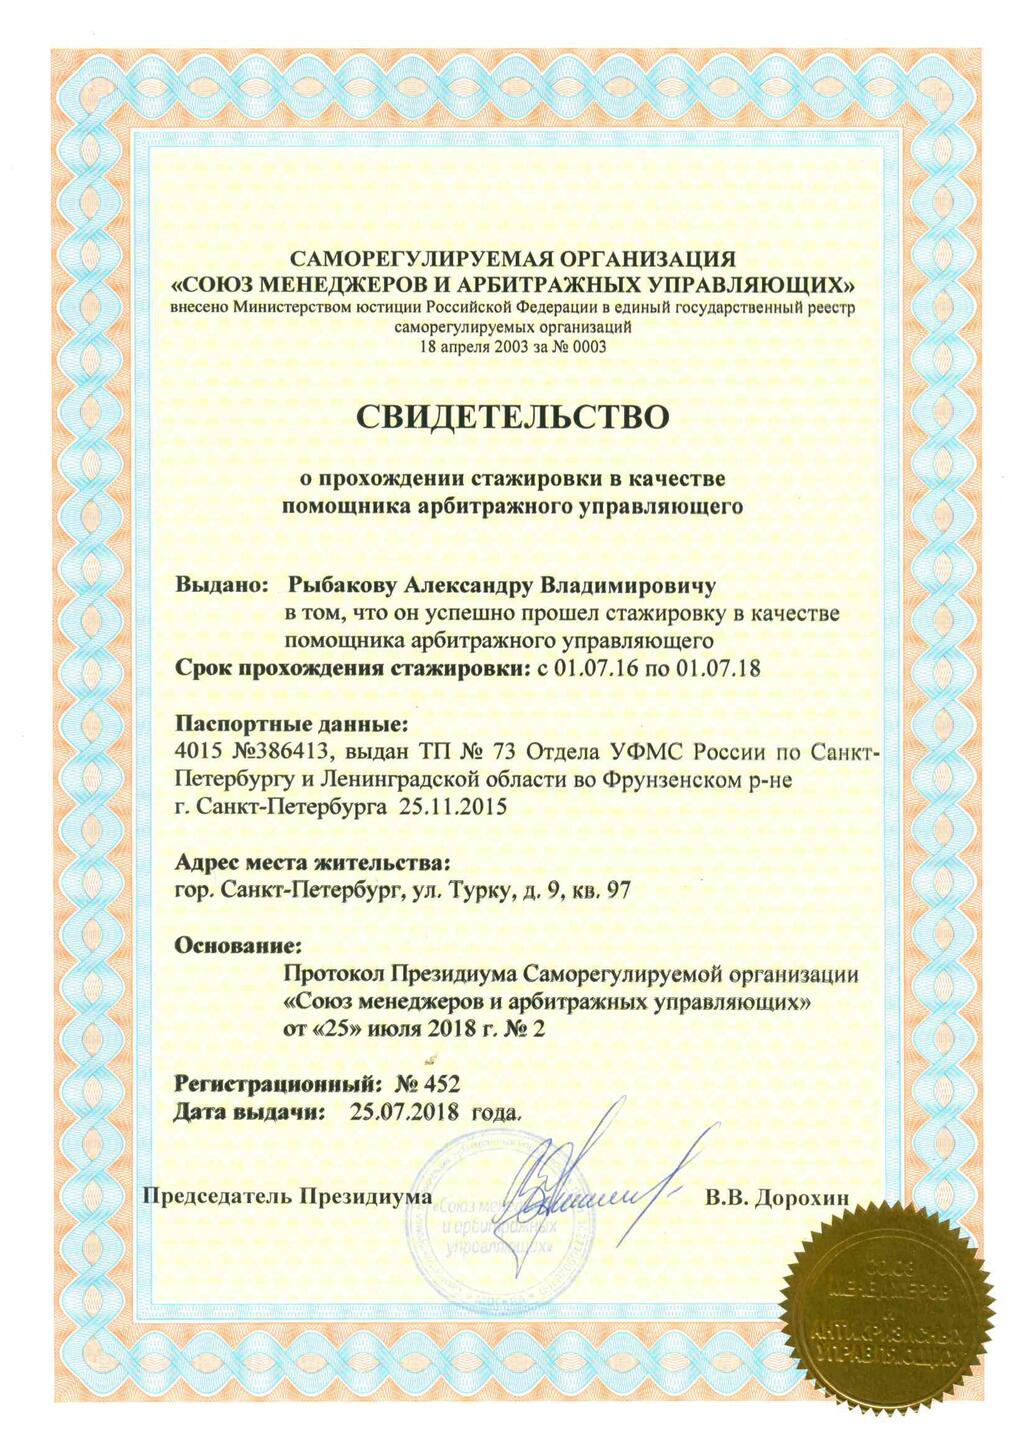 САМОРЕГУЛИРУЕМАЯ ОРГАНИЗАЦИЯ
«СОЮЗ МЕНЕДЖЕРОВ И АРБИТРАЖНЫХ УПРАВЛЯЮЩИХ»
внесено Министерством юстиции Российской Федерации в единый государственный реестр
саморегулируемых организаций
18 апреля 2003 за № 0003
СВИДЕТЕЛЬСТВО
о прохождении стажировки в качестве
помощника арбитражного управляющего
Выдано: Рыбакову Александру Владимировичу
в том, что он успешно прошел стажировку в качестве
помощника арбитражного управляющего
Срок прохождения стажировки: с 01.07.16 по 01.07.18
Паспортные данные:
4015 №386413, выдан ТП № 73 Отдела УФМС России по Санкт-
Петербургу и Ленинградской области во Фрунзенском р-не
г. Санкт-Петербурга 25.11.2015
Адрес места жительства:
гор. Санкт-Петербург, ул. Турку, д. 9, кв. 97
Основание:
Протокол Президиума Саморегулируемой организации
«Союз менеджеров и арбитражных управляющих»
от «25» июля 2018 г. № 2
Регистрационный: № 452
Дата выдачи: 25.07.2018 года.
Председатель Президиума В.В. Дорохин
«Союз менеджеров
и арбитражных
управляющих»
МОСКВА
СОЮЗ
МЕНЕДЖЕРОВ
И
АНТИКРИЗИСНЫХ
УПРАВЛЯЮЩИХ